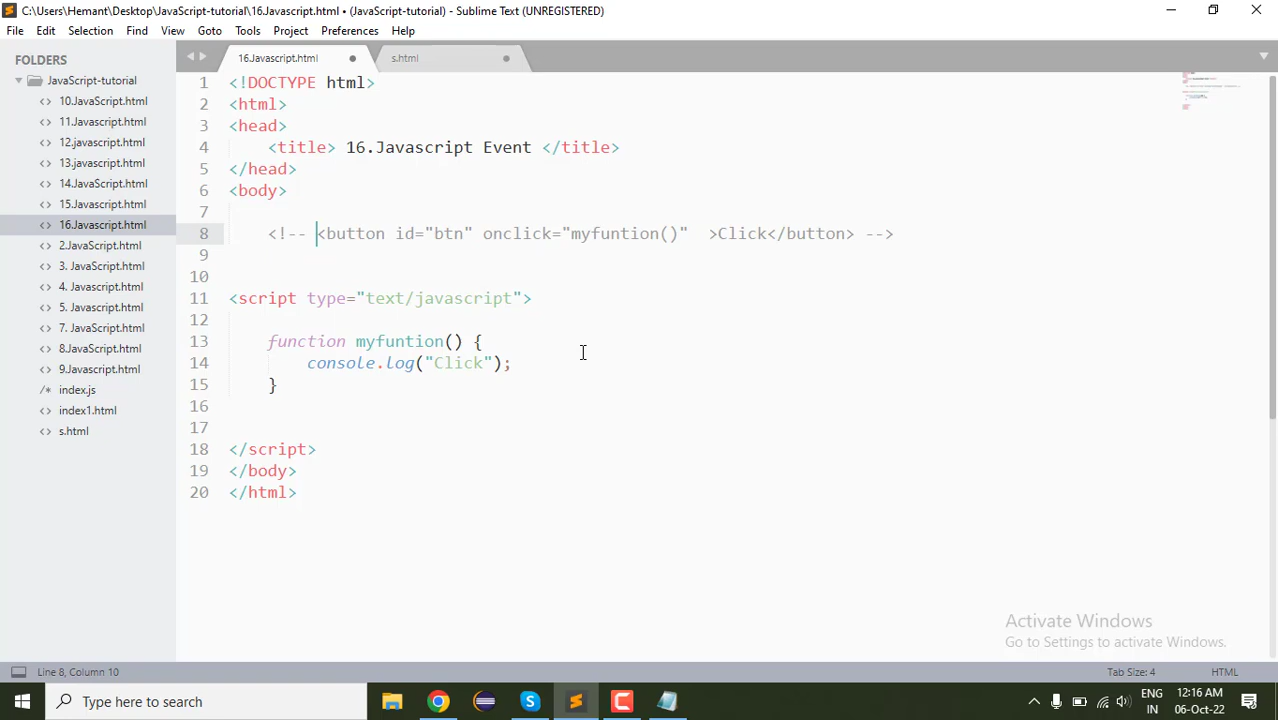 C:\Users\Hemant\Desktop\JavaScript-tutorial\16.Javascript.html • (JavaScript-tutorial) - Sublime Text (UNREGISTERED)
File Edit Selection Find View Goto Tools Project Preferences Help
FOLDERS
JavaScript-tutorial
10.JavaScript.html
11.Javascript.html
12.javascript.html
13.javascript.html
14.JavaScript.html
15.Javascript.html
16.Javascript.html
2.JavaScript.html
3. JavaScript.html
4. Javascript.html
5. Javascript.html
7. JavaScript.html
8.JavaScript.html
9.Javascript.html
index.js
index1.html
s.html
16.Javascript.html
s.html
1 <!DOCTYPE html>
2 <html>
3 <head>
4 <title> 16.Javascript Event </title>
5 </head>
6 <body>
7
8 <!-- <button id="btn" onclick="myfuntion()"  >Click</button> -->
9
10
11 <script type="text/javascript">
12
13 function myfuntion() {
14 console.log("Click");
15 }
16
17
18 </script>
19 </body>
20 </html>
Activate Windows
Go to Settings to activate Windows.
Line 8, Column 10
Tab Size: 4
HTML
Type here to search
ENG
IN
12:16 AM
06-Oct-22